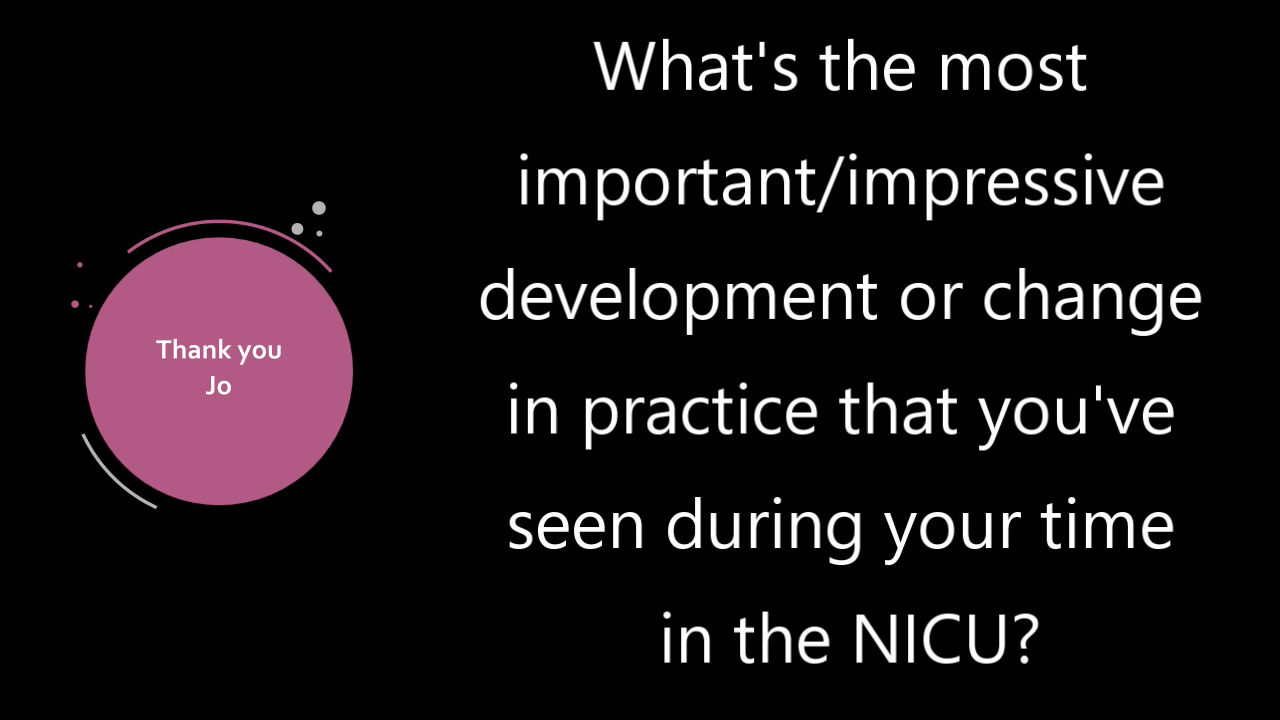 Thank you
Jo
What's the most
important/impressive
development or change
in practice that you've
seen during your time
in the NICU?